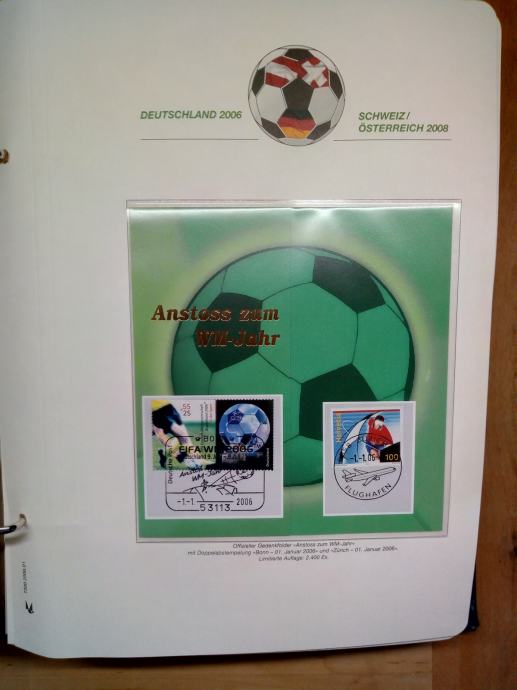 DEUTSCHLAND 2006
SCHWEIZ/
ÖSTERREICH 2008
Anstoss zum
WM-Jahr
55
25
FIFA WM 2006
Deutschland
-1.-1.
2006
53113
Helvetia
100
-1.-1.06
FLUGHAFEN
Offizieller Gedenkfolder »Anstoss zum WM-Jahr«
mit Doppelabstempelung »Bonn – 01. Januar 2006« und »Zürich – 01. Januar 2006«.
Limitierte Auflage: 2.400 Ex.